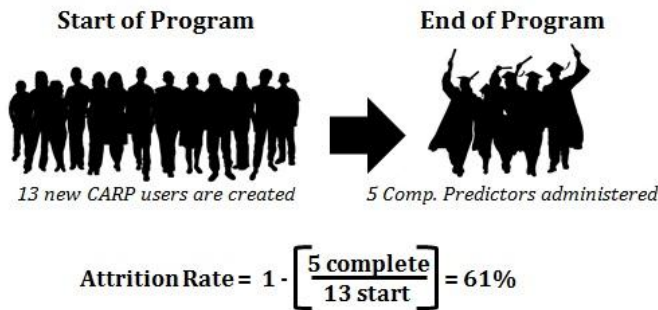 Start of Program
End of Program
13 new CARP users are created
5 Comp. Predictors administered
Attrition Rate = 1 - [5 complete / 13 start] = 61%